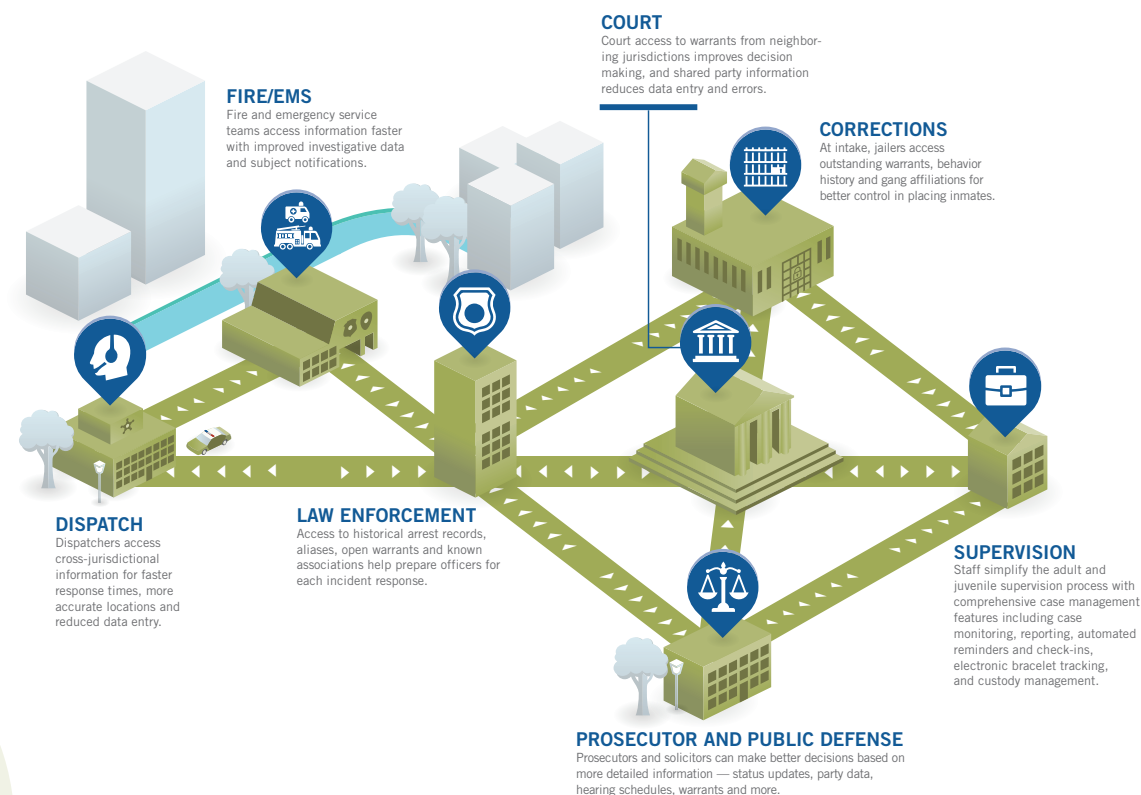 COURT
Court access to warrants from neighbor-
ing jurisdictions improves decision
making, and shared party information
reduces data entry and errors.
FIRE/EMS
Fire and emergency service
teams access information faster
with improved investigative data
and subject notifications.
CORRECTIONS
At intake, jailers access
outstanding warrants, behavior
history and gang affiliations for
better control in placing inmates.
DISPATCH
Dispatchers access
cross-jurisdictional
information for faster
response times, more
accurate locations and
reduced data entry.
LAW ENFORCEMENT
Access to historical arrest records,
aliases, open warrants and known
associations help prepare officers for
each incident response.
SUPERVISION
Staff simplify the adult and
juvenile supervision process with
comprehensive case management
features including case
monitoring, reporting, automated
reminders and check-ins,
electronic bracelet tracking,
and custody management.
PROSECUTOR AND PUBLIC DEFENSE
Prosecutors and solicitors can make better decisions based on
more detailed information — status updates, party data,
hearing schedules, warrants and more.